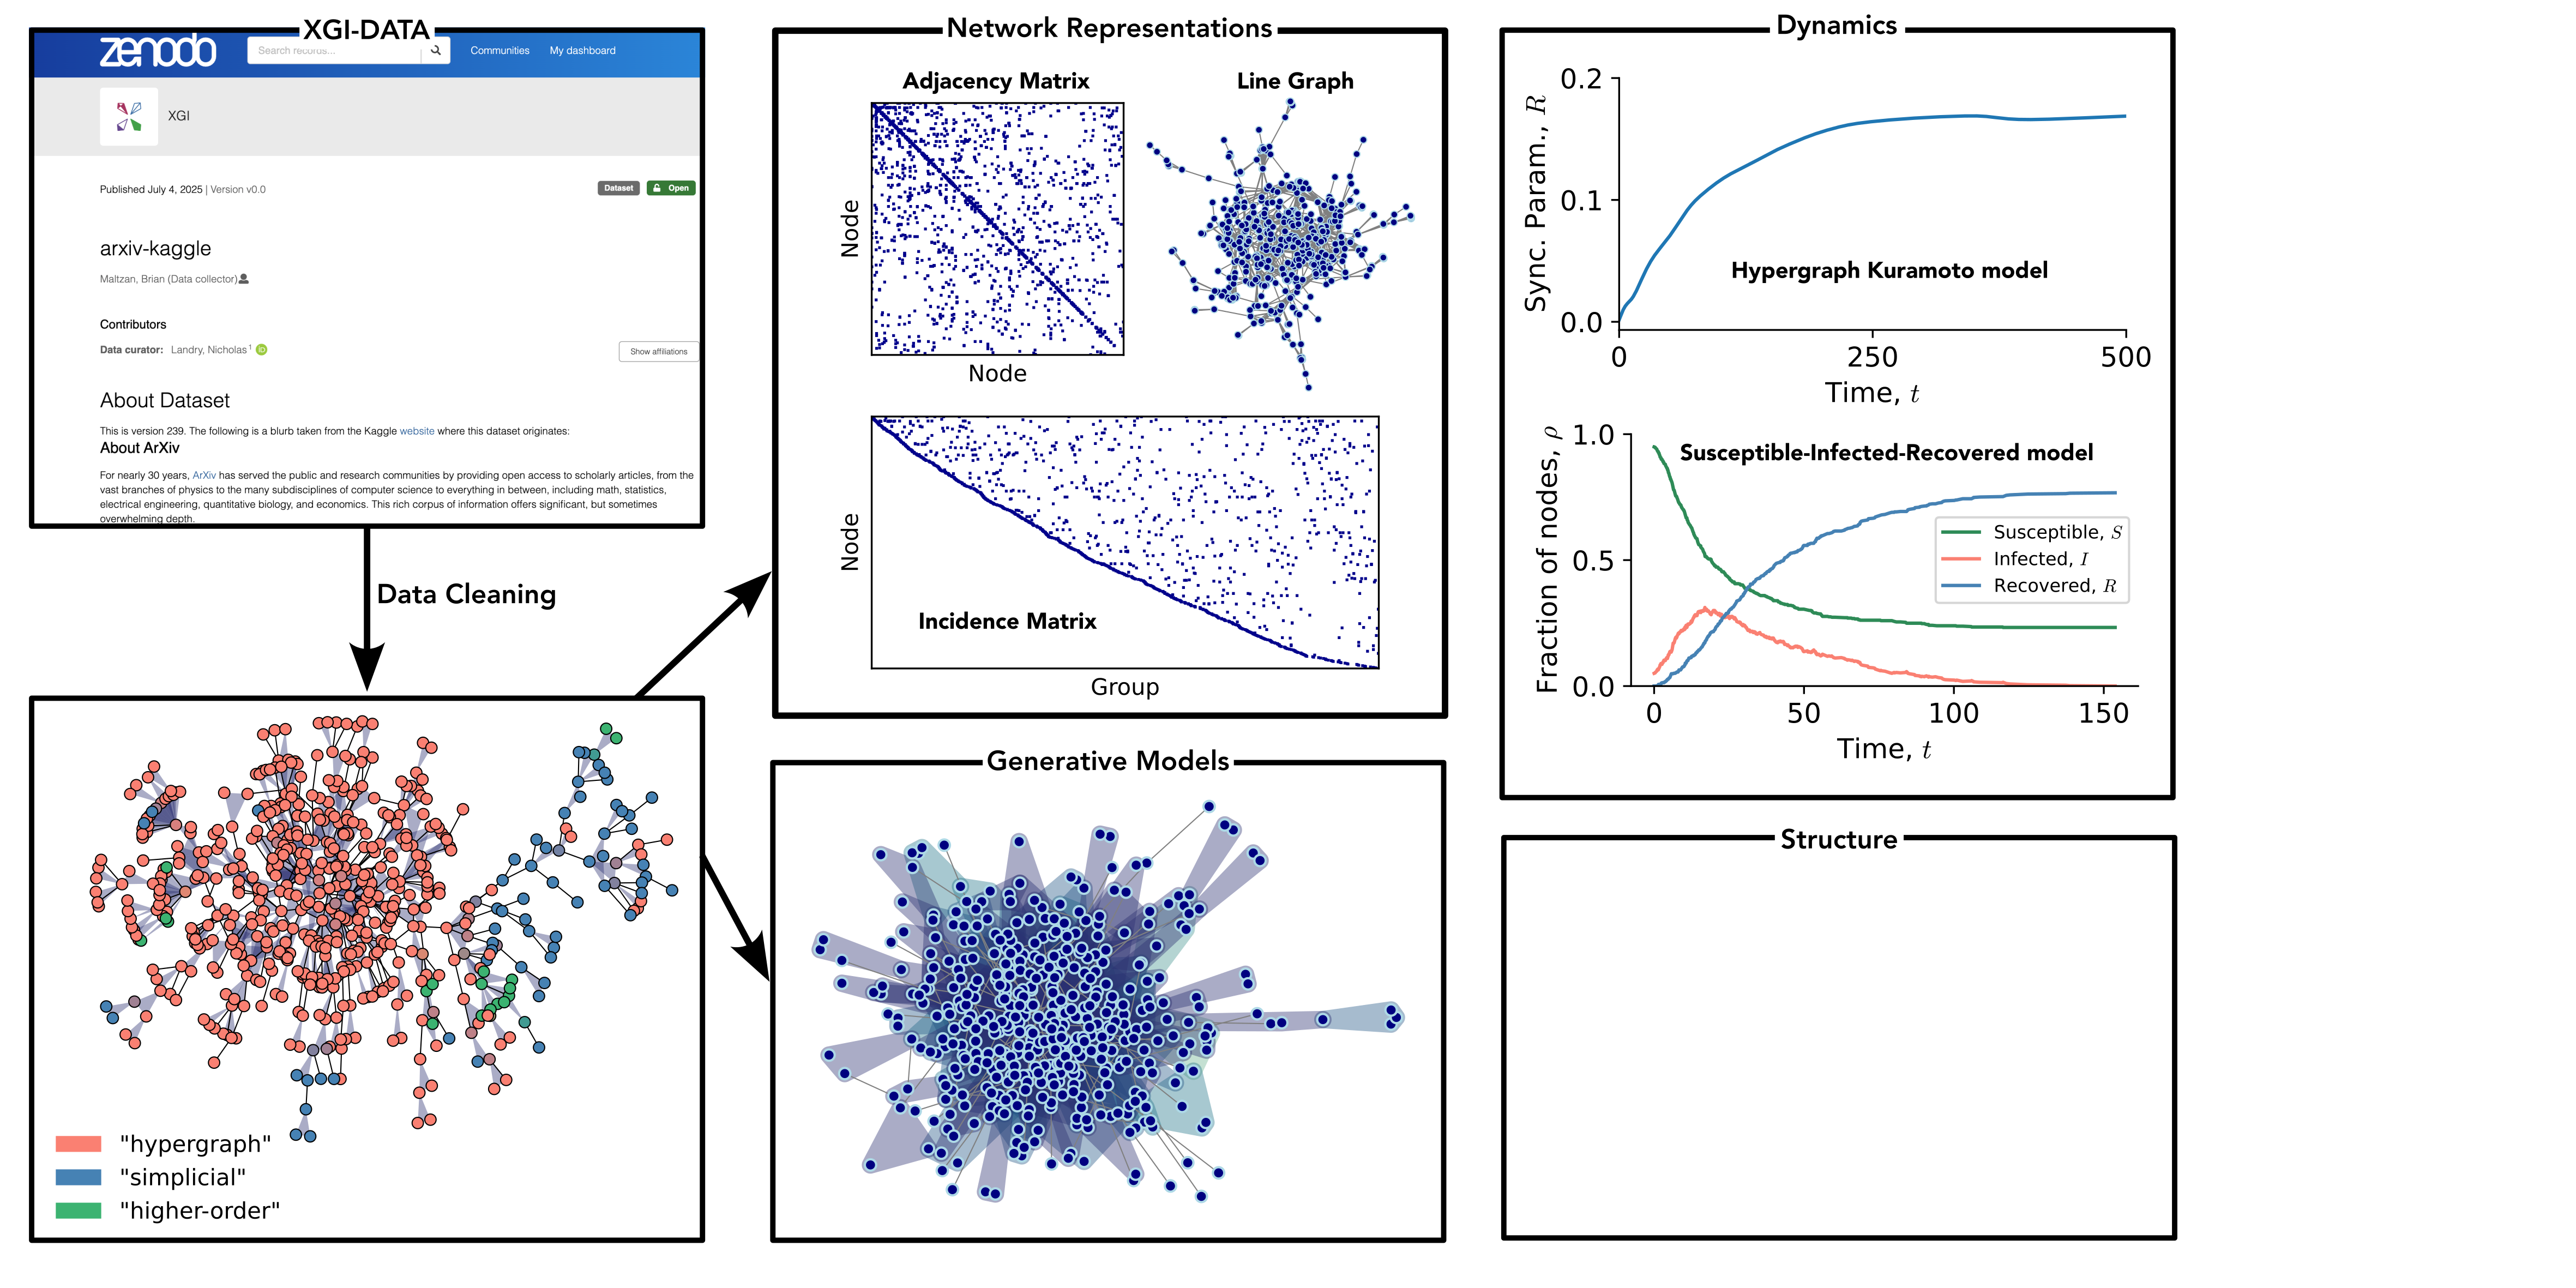 XGI-DATA
zenodo
Search records...
Communities
My dashboard
XGI
Published July 4, 2025 | Version v0.0
Dataset
Open
arxiv-kaggle
Maltzan, Brian (Data collector)
Contributors
Data curator: Landry, Nicholas 1 iD
Show affiliations
About Dataset
This is version 239. The following is a blurb taken from the Kaggle website where this dataset originates:
About ArXiv
For nearly 30 years, ArXiv has served the public and research communities by providing open access to scholarly articles, from the
vast branches of physics to the many subdisciplines of computer science to everything in between, including math, statistics,
electrical engineering, quantitative biology, and economics. This rich corpus of information offers significant, but sometimes
overwhelming depth.
Data Cleaning
"hypergraph"
"simplicial"
"higher-order"
Network Representations
Adjacency Matrix
Node
Node
Line Graph
Node
Incidence Matrix
Group
Generative Models
Dynamics
0.2
0.1
0.0
Sync. Param., R
Hypergraph Kuramoto model
0
250
500
Time, t
1.0
0.5
0.0
Fraction of nodes, ρ
Susceptible-Infected-Recovered model
Susceptible, S
Infected, I
Recovered, R
0
50
100
150
Time, t
Structure